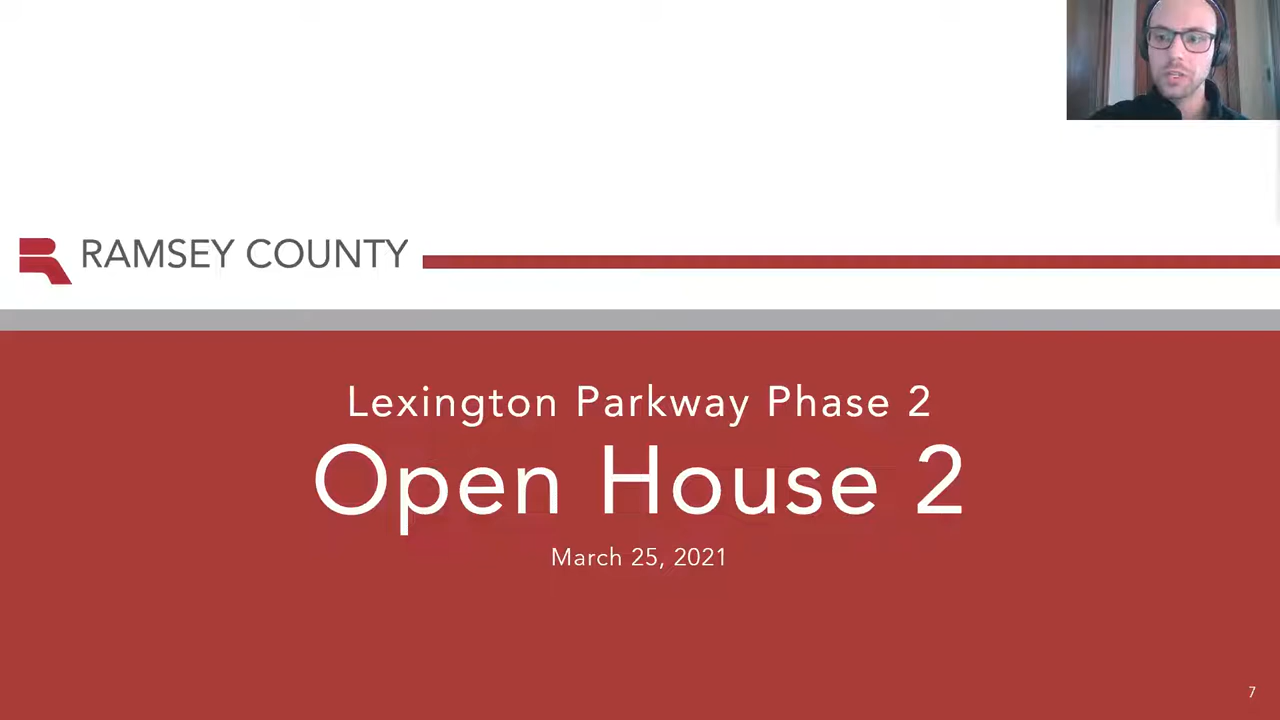 RAMSEY COUNTY
Lexington Parkway Phase 2
Open House 2
March 25, 2021
7